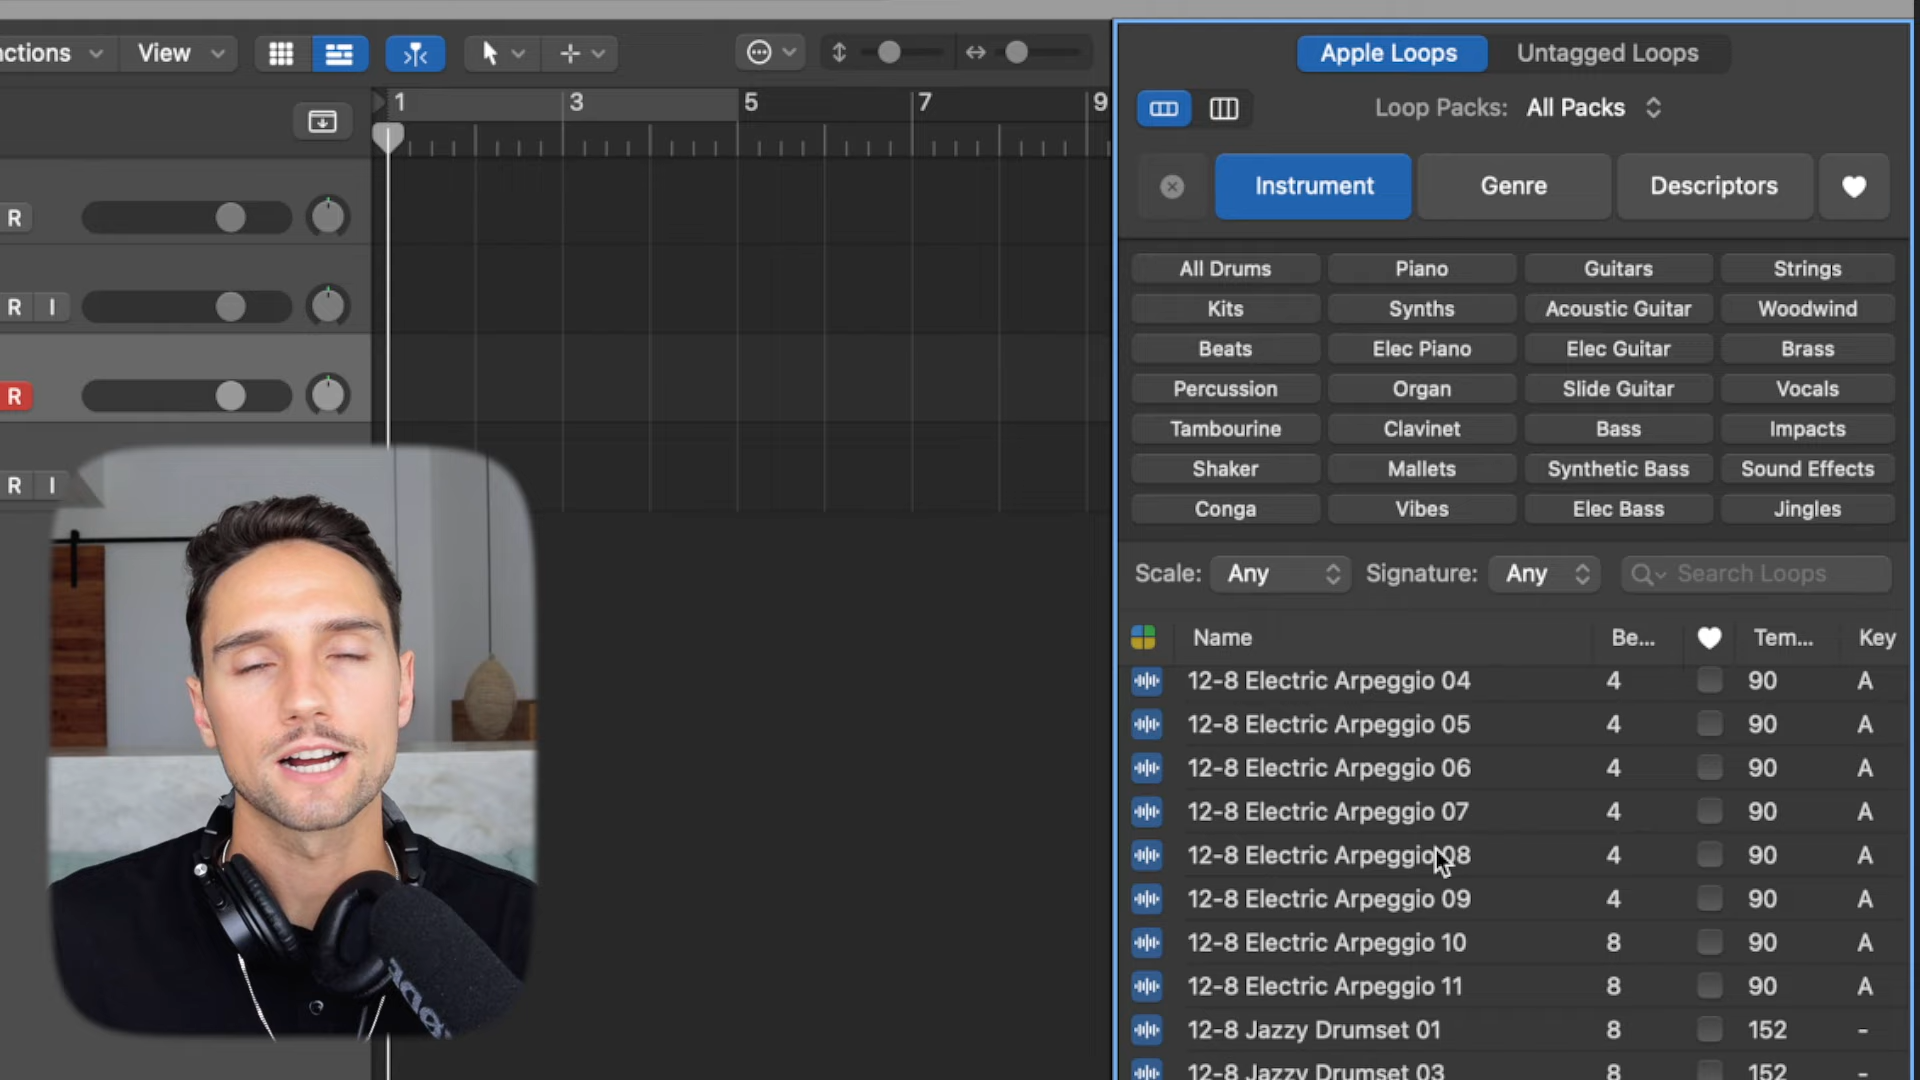 nctions View
Apple Loops Untagged Loops
Loop Packs: All Packs
1 3 5 7 9
Instrument Genre Descriptors
R
R I
R
R I
All Drums Piano Guitars Strings
Kits Synths Acoustic Guitar Woodwind
Beats Elec Piano Elec Guitar Brass
Percussion Organ Slide Guitar Vocals
Tambourine Clavinet Bass Impacts
Shaker Mallets Synthetic Bass Sound Effects
Conga Vibes Elec Bass Jingles
Scale: Any Signature: Any Search Loops
Name Be... Tem... Key
12-8 Electric Arpeggio 04 4 90 A
12-8 Electric Arpeggio 05 4 90 A
12-8 Electric Arpeggio 06 4 90 A
12-8 Electric Arpeggio 07 4 90 A
12-8 Electric Arpeggio 08 4 90 A
12-8 Electric Arpeggio 09 4 90 A
12-8 Electric Arpeggio 10 8 90 A
12-8 Electric Arpeggio 11 8 90 A
12-8 Jazzy Drumset 01 8 152 -
12-8 Jazzy Drumset 03 8 152 -